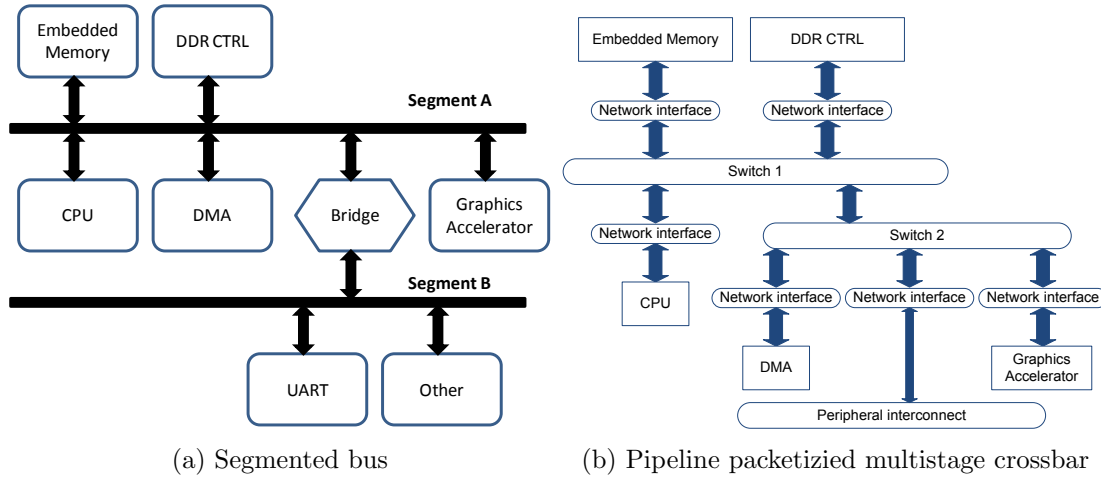 Embedded
Memory
DDR CTRL
Segment A
CPU
DMA
Bridge
Graphics
Accelerator
Segment B
UART
Other
(a) Segmented bus
Embedded Memory
DDR CTRL
Network interface
Network interface
Switch 1
Network interface
Switch 2
CPU
Network interface
Network interface
Network interface
DMA
Graphics
Accelerator
Peripheral interconnect
(b) Pipeline packetizied multistage crossbar